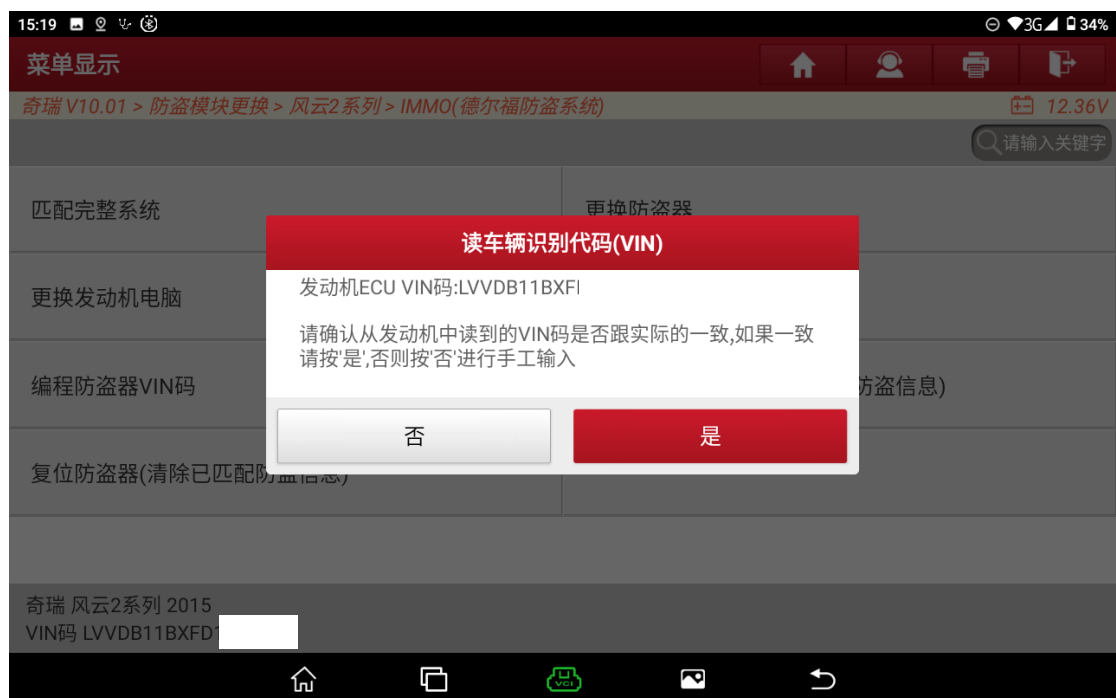 15:19
3G
34%
菜单显示
奇瑞 V10.01 > 防盗模块更换 > 风云2系列 > IMMO(德尔福防盗系统)
12.36V
请输入关键字
匹配完整系统
更换防盗器
读车辆识别代码(VIN)
发动机ECU VIN码:LVVDB11BXF
请确认从发动机中读到的VIN码是否跟实际的一致,如果一致
请按'是',否则按'否'进行手工输入
否
是
更换发动机电脑
编程防盗器VIN码
防盗信息)
复位防盗器(清除已匹配防盗信息)
奇瑞 风云2系列 2015
VIN码 LVVDB11BXFD
VCI